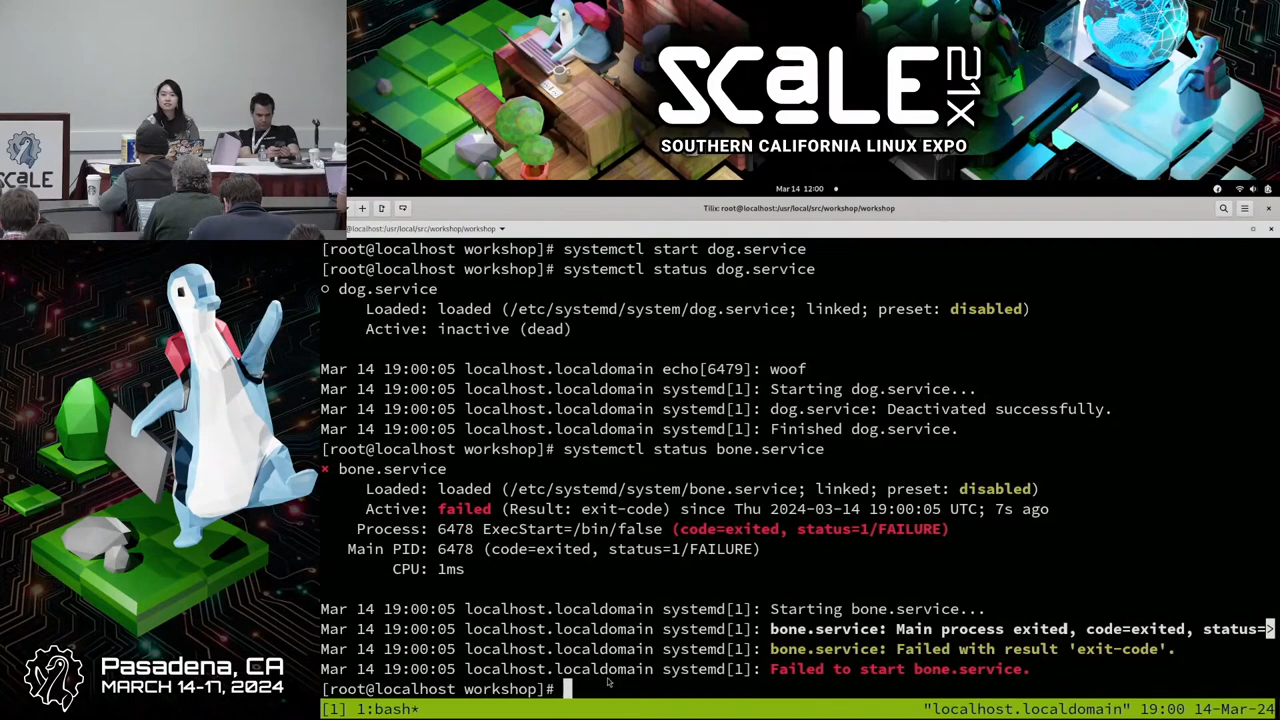 SCALE
SCALE 21X
SOUTHERN CALIFORNIA LINUX EXPO
Mar 14 12:00
Tilix: root@localhost:/usr/local/src/workshop/workshop
root@localhost:/usr/local/src/workshop/workshop
[root@localhost workshop]# systemctl start dog.service
[root@localhost workshop]# systemctl status dog.service
○ dog.service
Loaded: loaded (/etc/systemd/system/dog.service; linked; preset: disabled)
Active: inactive (dead)
Mar 14 19:00:05 localhost.localdomain echo[6479]: woof
Mar 14 19:00:05 localhost.localdomain systemd[1]: Starting dog.service...
Mar 14 19:00:05 localhost.localdomain systemd[1]: dog.service: Deactivated successfully.
Mar 14 19:00:05 localhost.localdomain systemd[1]: Finished dog.service.
[root@localhost workshop]# systemctl status bone.service
× bone.service
Loaded: loaded (/etc/systemd/system/bone.service; linked; preset: disabled)
Active: failed (Result: exit-code) since Thu 2024-03-14 19:00:05 UTC; 7s ago
Process: 6478 ExecStart=/bin/false (code=exited, status=1/FAILURE)
Main PID: 6478 (code=exited, status=1/FAILURE)
CPU: 1ms
Mar 14 19:00:05 localhost.localdomain systemd[1]: Starting bone.service...
Mar 14 19:00:05 localhost.localdomain systemd[1]: bone.service: Main process exited, code=exited, status=>
Mar 14 19:00:05 localhost.localdomain systemd[1]: bone.service: Failed with result 'exit-code'.
Mar 14 19:00:05 localhost.localdomain systemd[1]: Failed to start bone.service.
[root@localhost workshop]#
[1] 1:bash* "localhost.localdomain" 19:00 14-Mar-24
Pasadena, CA
MARCH 14-17, 2024